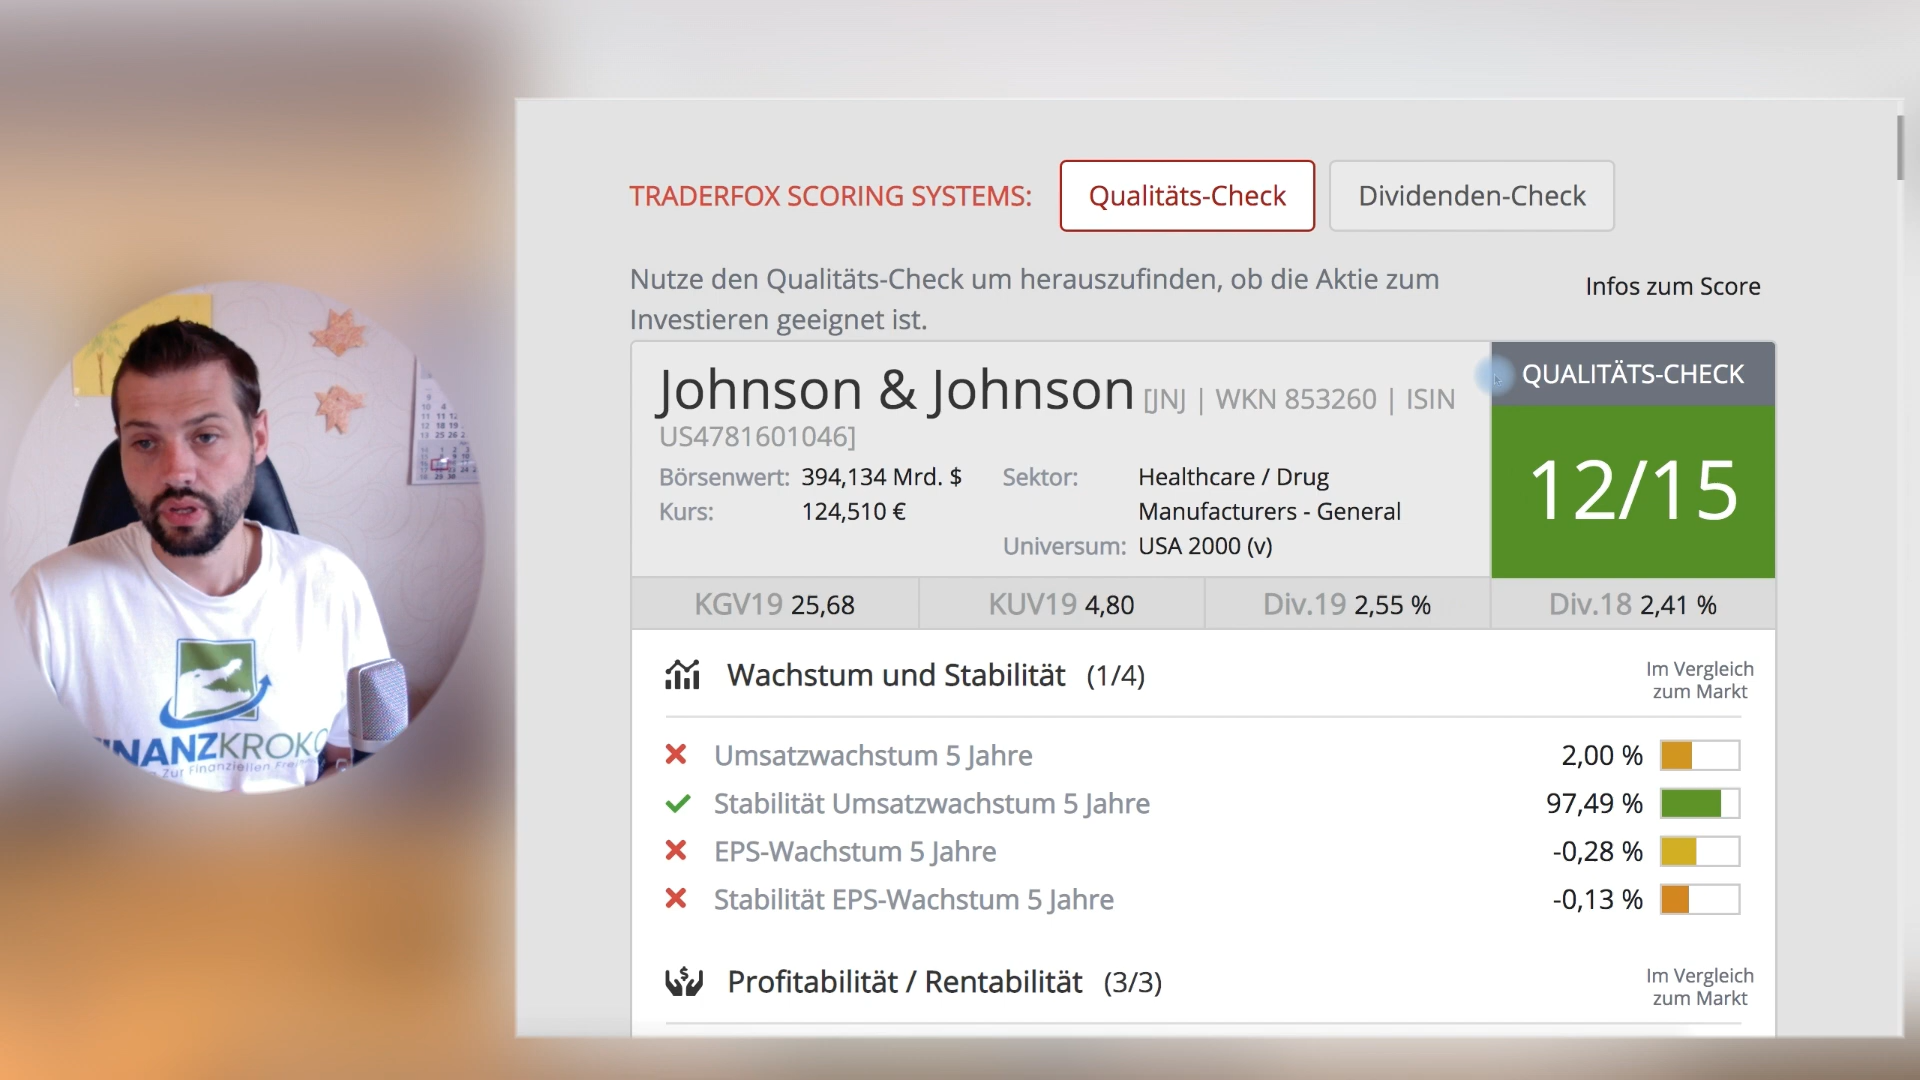 TRADERFOX SCORING SYSTEMS: Qualitäts-Check Dividenden-Check
Nutze den Qualitäts-Check um herauszufinden, ob die Aktie zum
Investieren geeignet ist.
Infos zum Score
Johnson & Johnson [JNJ | WKN 853260 | ISIN
US4781601046]
Börsenwert: 394,134 Mrd. $
Kurs: 124,510 €
Sektor: Healthcare / Drug
Manufacturers - General
Universum: USA 2000 (v)
QUALITÄTS-CHECK
12/15
KGV19 25,68 KUV19 4,80 Div.19 2,55 % Div.18 2,41 %
Wachstum und Stabilität (1/4)
Im Vergleich
zum Markt
Umsatzwachstum 5 Jahre 2,00 %
Stabilität Umsatzwachstum 5 Jahre 97,49 %
EPS-Wachstum 5 Jahre -0,28 %
Stabilität EPS-Wachstum 5 Jahre -0,13 %
Profitabilität / Rentabilität (3/3)
Im Vergleich
zum Markt
INANZKROKO
Zur Finanziellen